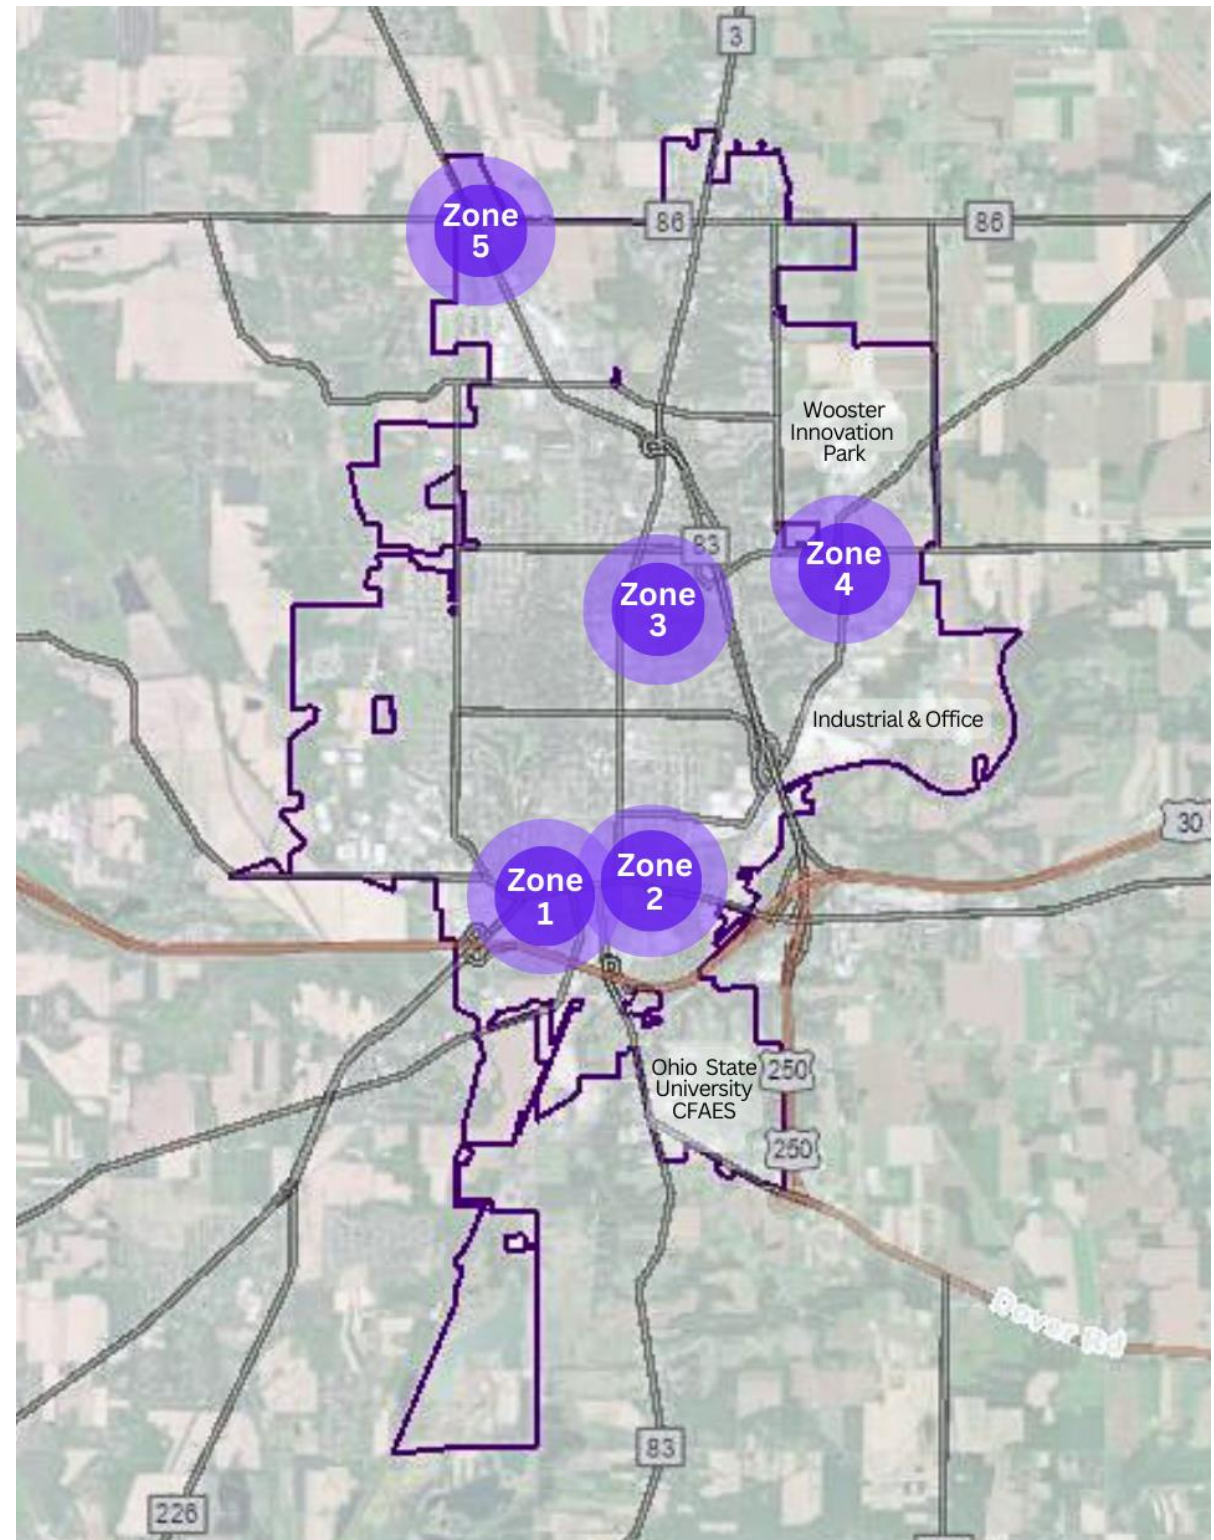 3
Zone
5
86
86
Wooster
Innovation
Park
83
Zone
4
Zone
3
Industrial & Office
30
Zone
1
Zone
2
Ohio State
University
CFAES
250
250
Dover Rd
83
226